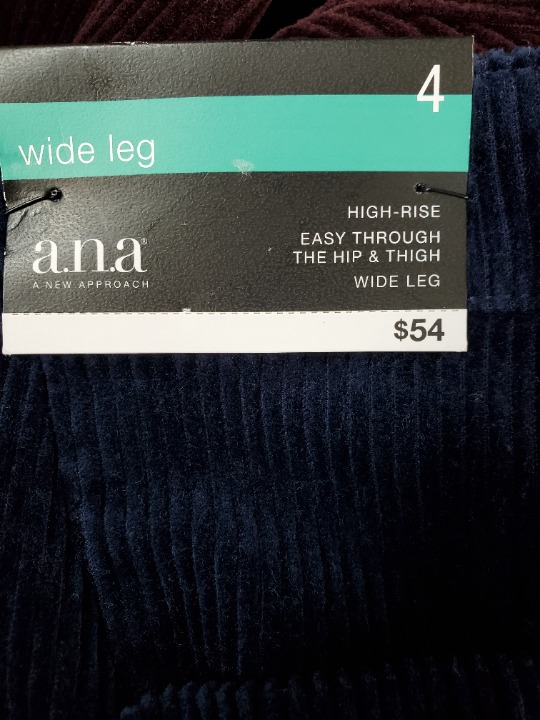 4
wide leg
HIGH-RISE
EASY THROUGH
THE HIP & THIGH
WIDE LEG
a.n.a®
A NEW APPROACH
$54